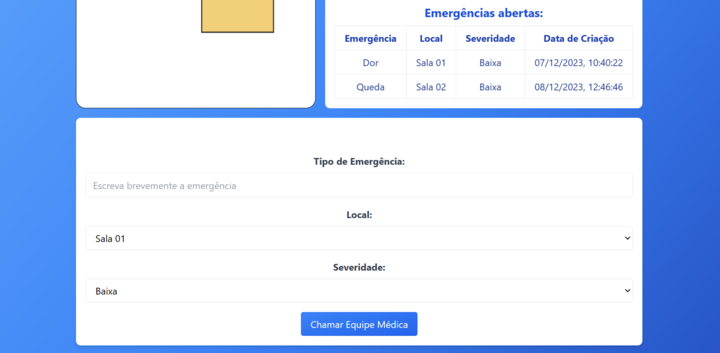 Emergências abertas:
Emergência Local Severidade Data de Criação
Dor Sala 01 Baixa 07/12/2023, 10:40:22
Queda Sala 02 Baixa 08/12/2023, 12:46:46
Tipo de Emergência:
Escreva brevemente a emergência
Local:
Sala 01
Severidade:
Baixa
Chamar Equipe Médica